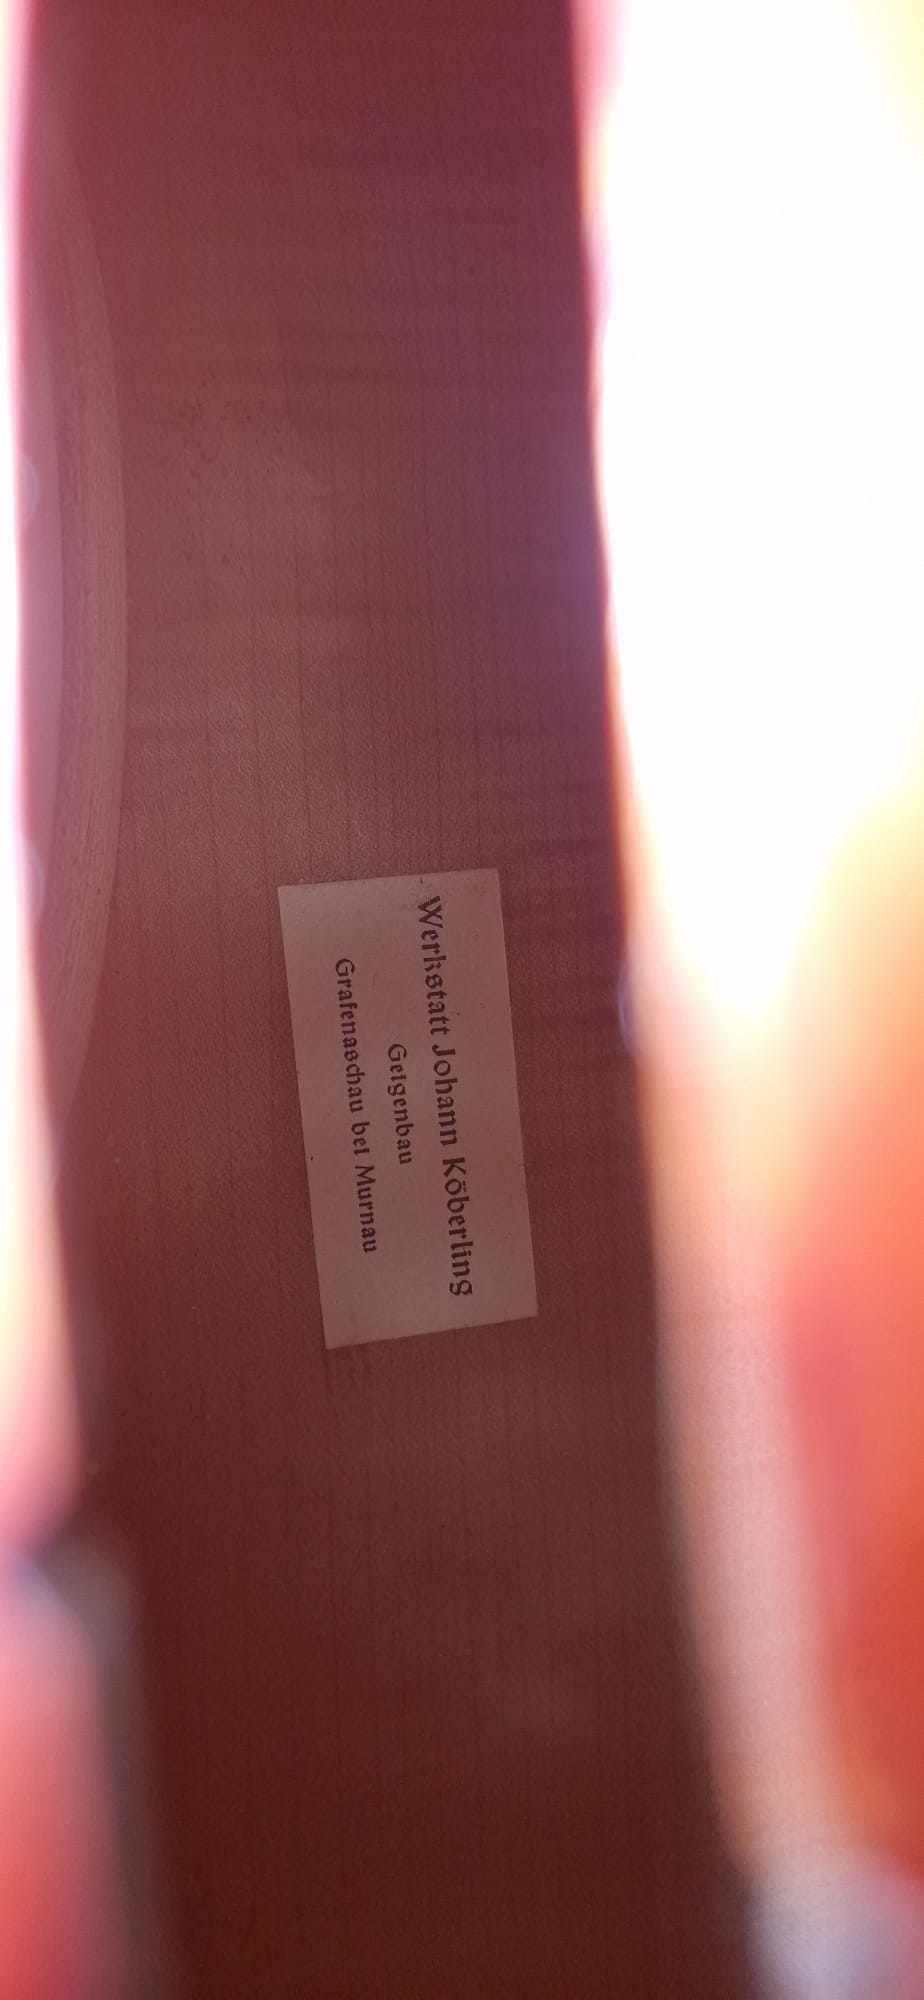 Werkstatt Johann Köberling
Geigenbau
Grafenaschau bei Murnau